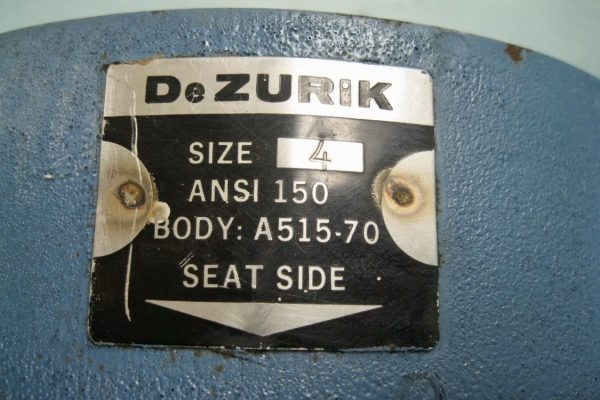 DeZURiK
SIZE 4
ANSI 150
BODY: A515-70
SEAT SIDE